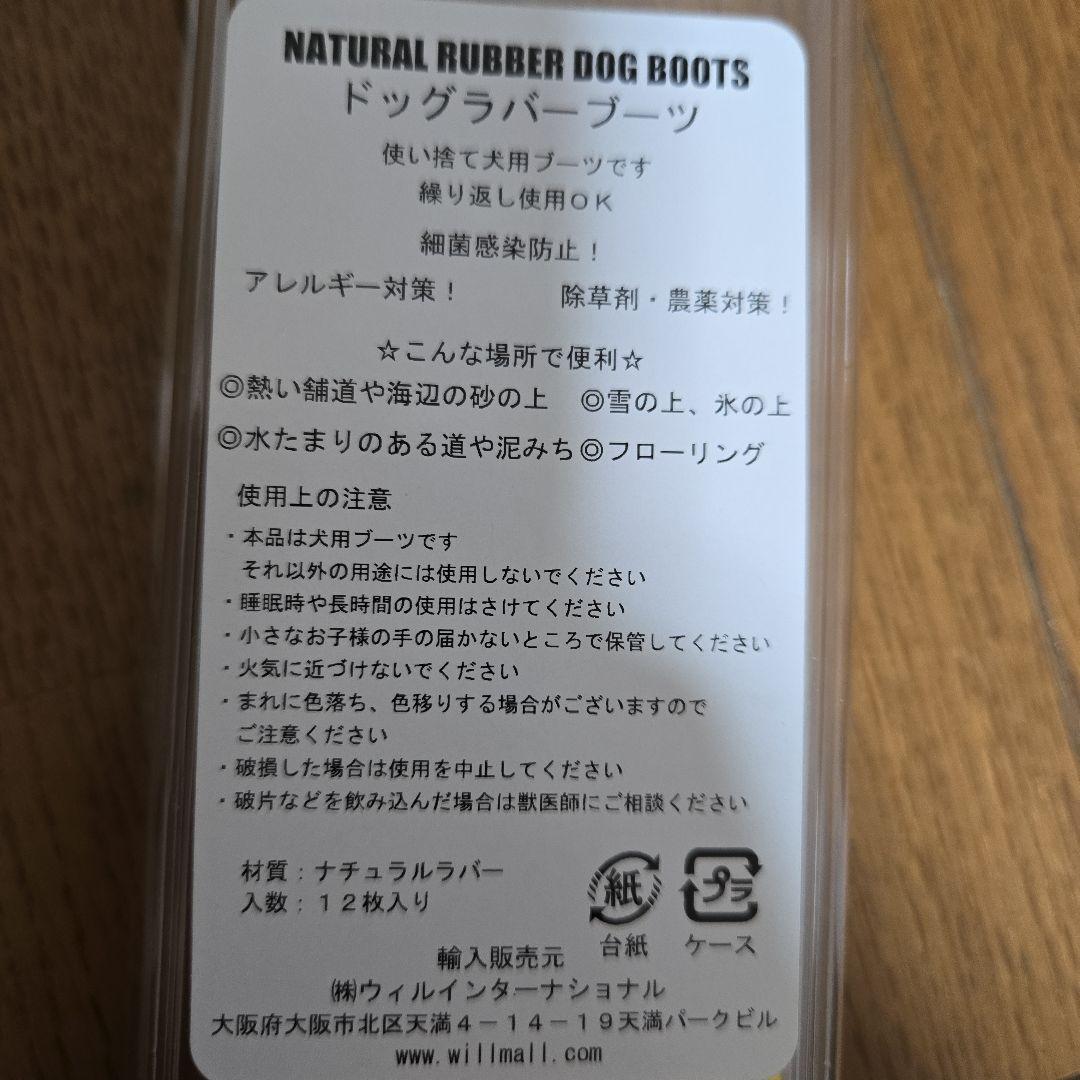 NATURAL RUBBER DOG BOOTS
ドッグラバーブーツ
使い捨て犬用ブーツです
繰り返し使用OK
細菌感染防止！
アレルギー対策！　除草剤・農薬対策！
☆こんな場所で便利☆
◎熱い舗道や海辺の砂の上　◎雪の上、氷の上
◎水たまりのある道や泥みち◎フローリング
使用上の注意
・本品は犬用ブーツです
それ以外の用途には使用しないでください
・睡眠時や長時間の使用はさけてください
・小さなお子様の手の届かないところで保管してください
・火気に近づけないでください
・まれに色落ち、色移りする場合がございますので
ご注意ください
・破損した場合は使用を中止してください
・破片などを飲み込んだ場合は獣医師にご相談ください
材質：ナチュラルラバー
入数：１２枚入り
紙　プラ
台紙　ケース
輸入販売元
㈱ウィルインターナショナル
大阪府大阪市北区天満４－１４－１９天満パークビル
www.willmall.com